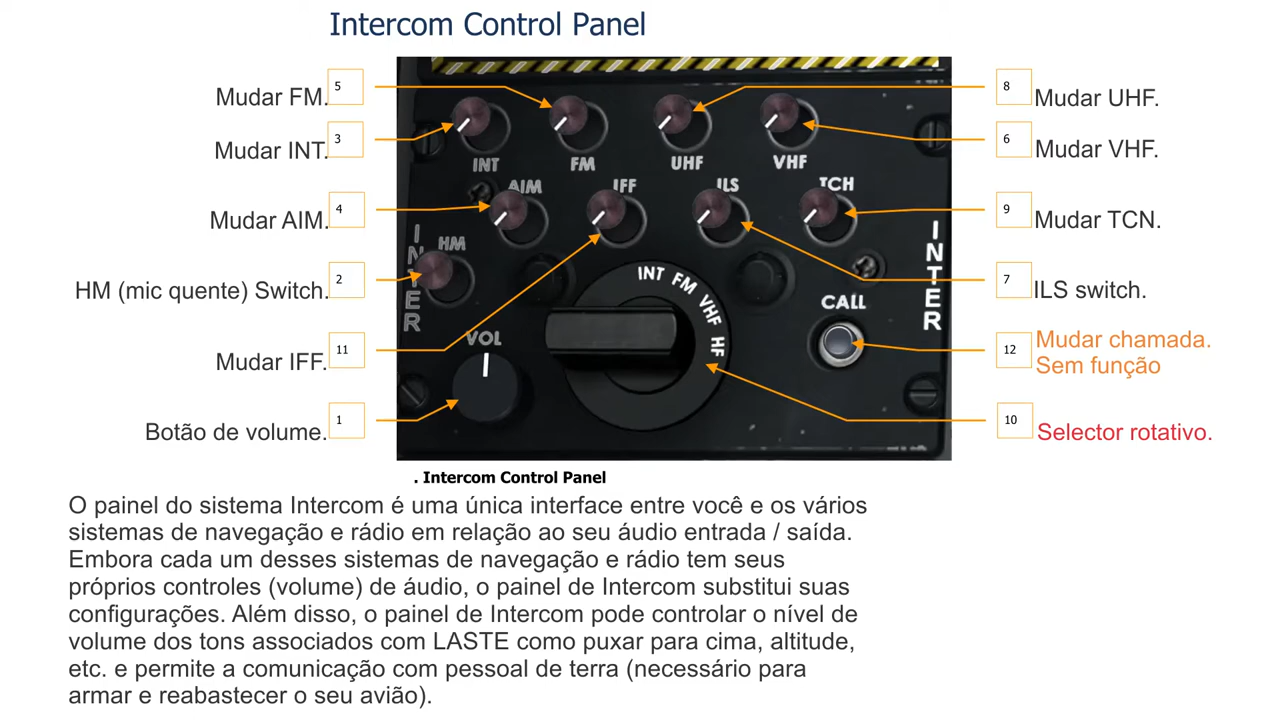 Intercom Control Panel
5
Mudar FM.
3
Mudar INT.
4
Mudar AIM.
2
HM (mic quente) Switch.
11
Mudar IFF.
1
Botão de volume.
INT
FM
UHF
VHF
AIM
IFF
ILS
TCH
HM
INTER
INTER
INT FM VHF HF
CALL
VOL
8
Mudar UHF.
6
Mudar VHF.
9
Mudar TCN.
7
ILS switch.
12
Mudar chamada.
Sem função
10
Selector rotativo.
. Intercom Control Panel
O painel do sistema Intercom é uma única interface entre você e os vários
sistemas de navegação e rádio em relação ao seu áudio entrada / saída.
Embora cada um desses sistemas de navegação e rádio tem seus
próprios controles (volume) de áudio, o painel de Intercom substitui suas
configurações. Além disso, o painel de Intercom pode controlar o nível de
volume dos tons associados com LASTE como puxar para cima, altitude,
etc. e permite a comunicação com pessoal de terra (necessário para
armar e reabastecer o seu avião).